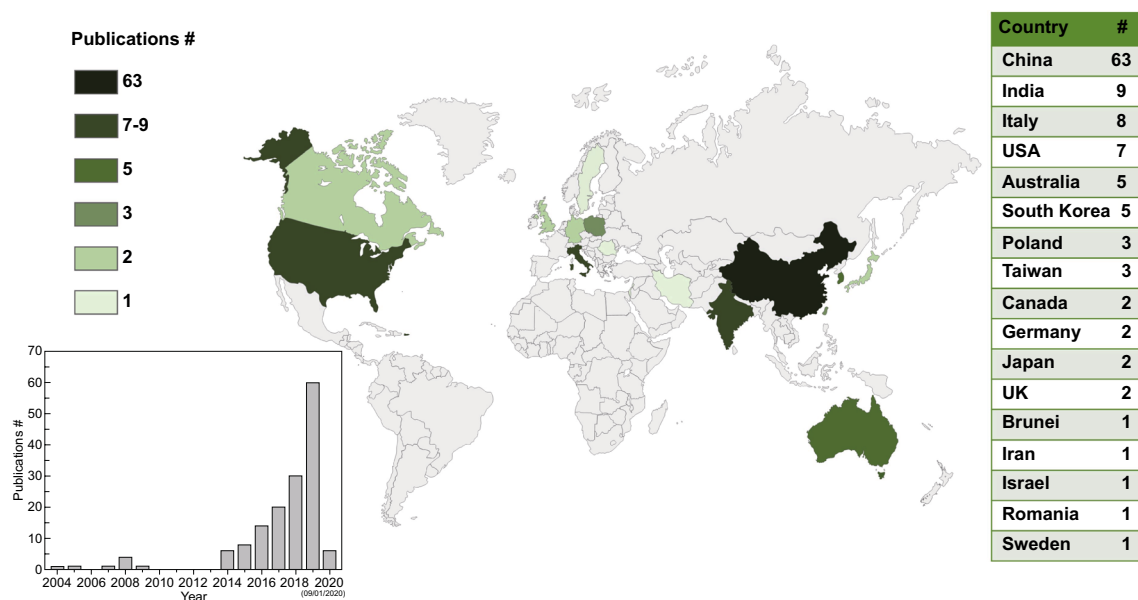 Publications #
63
7-9
5
3
2
1
Country #
China 63
India 9
Italy 8
USA 7
Australia 5
South Korea 5
Poland 3
Taiwan 3
Canada 2
Germany 2
Japan 2
UK 2
Brunei 1
Iran 1
Israel 1
Romania 1
Sweden 1
70
60
50
40
30
20
10
0
Publications #
2004 2006 2008 2010 2012 2014 2016 2018 2020
Year
(09/01/2020)